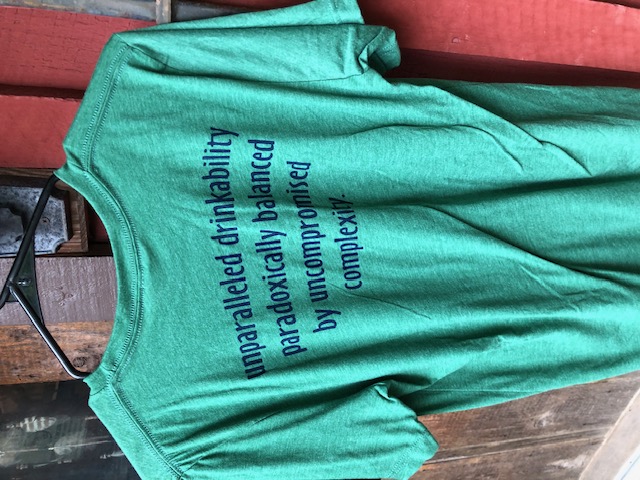 unparalleled drinkability
paradoxically balanced
by uncompromised
complexity.